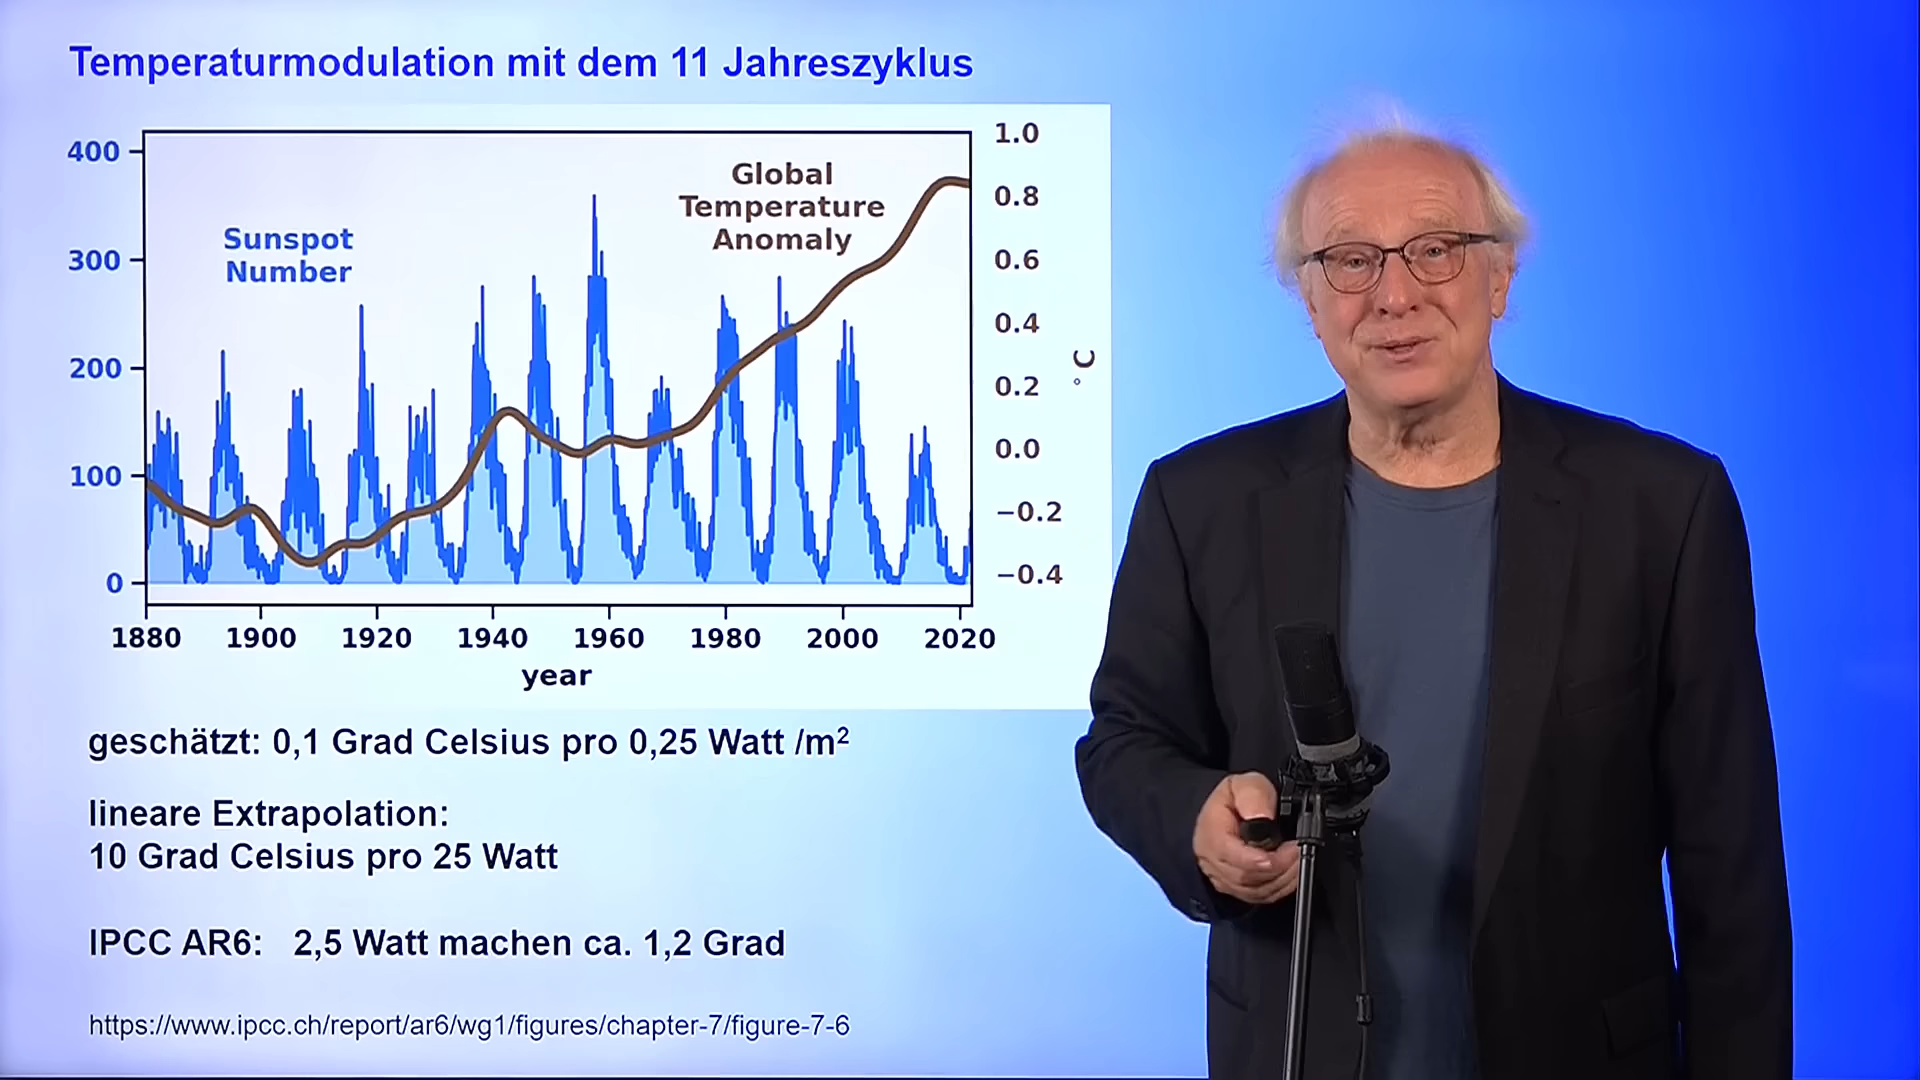 Temperaturmodulation mit dem 11 Jahreszyklus
400
300
200
100
0
Sunspot
Number
Global
Temperature
Anomaly
1.0
0.8
0.6
0.4
0.2
0.0
−0.2
−0.4
°C
1880 1900 1920 1940 1960 1980 2000 2020
year
geschätzt: 0,1 Grad Celsius pro 0,25 Watt /m²
lineare Extrapolation:
10 Grad Celsius pro 25 Watt
IPCC AR6: 2,5 Watt machen ca. 1,2 Grad
https://www.ipcc.ch/report/ar6/wg1/figures/chapter-7/figure-7-6